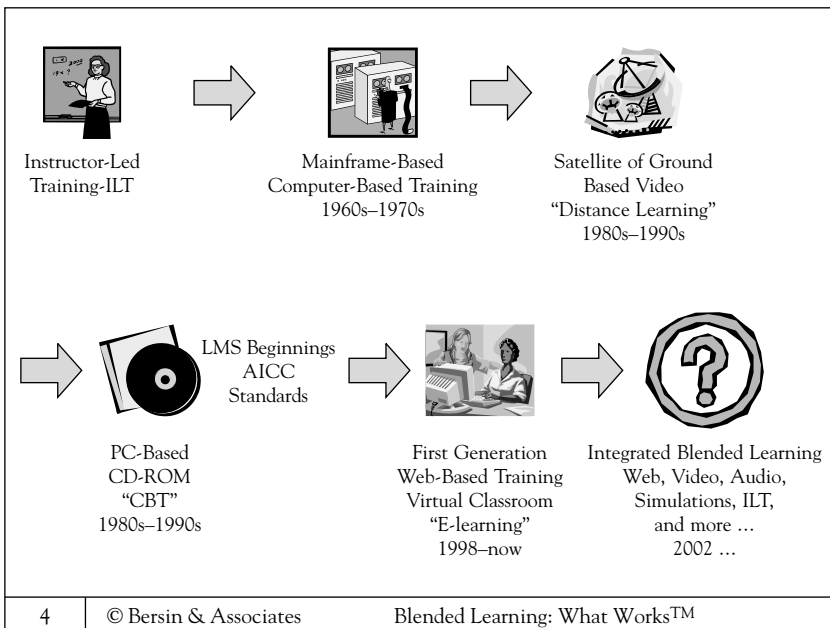 Instructor-Led
Training-ILT
Mainframe-Based
Computer-Based Training
1960s–1970s
Satellite of Ground
Based Video
“Distance Learning”
1980s–1990s
PC-Based
CD-ROM
“CBT”
1980s–1990s
LMS Beginnings
AICC
Standards
First Generation
Web-Based Training
Virtual Classroom
“E-learning”
1998–now
?
Integrated Blended Learning
Web, Video, Audio,
Simulations, ILT,
and more …
2002 …
4 © Bersin & Associates Blended Learning: What Works™